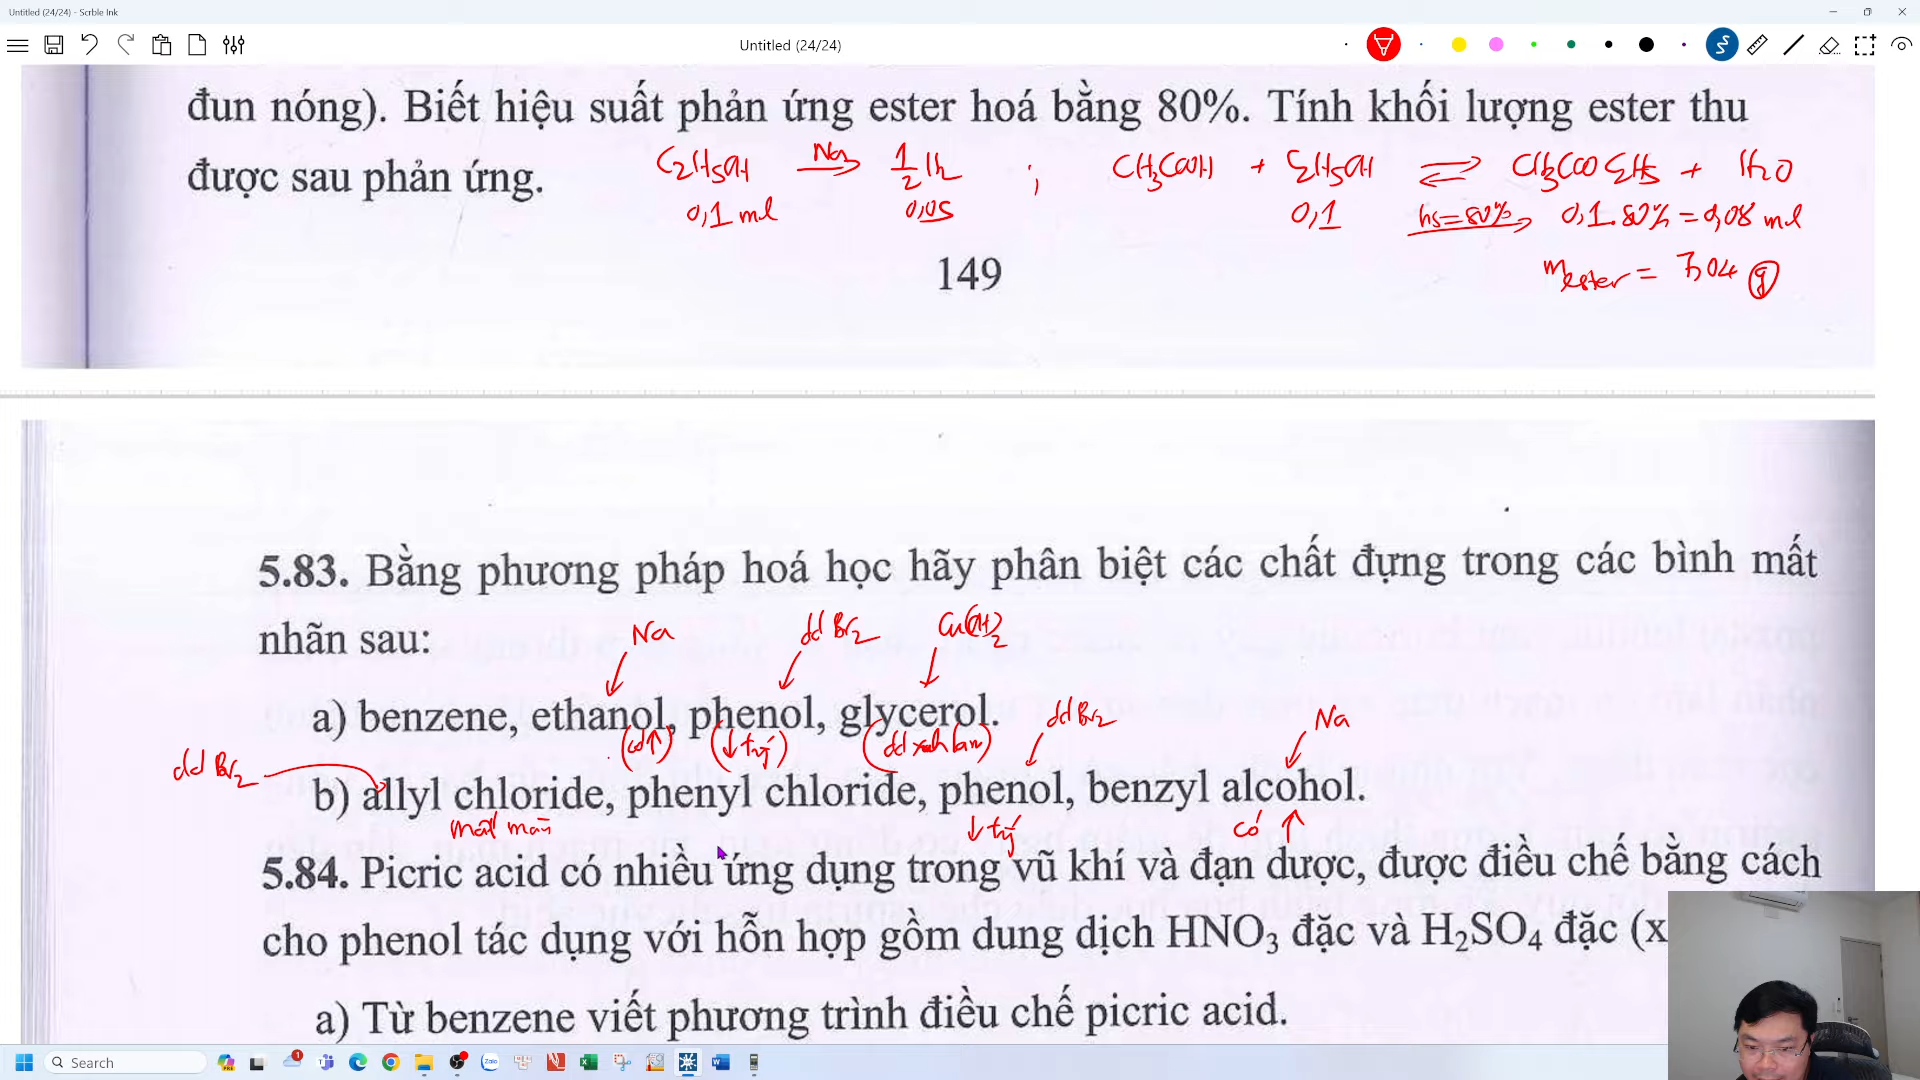 Untitled (24/24) - Scrble Ink
Untitled (24/24)
đun nóng). Biết hiệu suất phản ứng ester hoá bằng 80%. Tính khối lượng ester thu
được sau phản ứng.
C2H5OH Na 1/2 H2 ; CH3COOH + C2H5OH ⇌ CH3COOC2H5 + H2O
0,1 mol 0,05 0,1 hs=80% 0,1.80% = 0,08 mol
149
mester = 7,04 g
5.83. Bằng phương pháp hoá học hãy phân biệt các chất đựng trong các bình mất
nhãn sau:
Na dd Br2 Cu(OH)2
a) benzene, ethanol, phenol, glycerol.
(có ↑) (↓ trắng) (dd xanh lam) dd Br2 Na
dd Br2
b) allyl chloride, phenyl chloride, phenol, benzyl alcohol.
mất màu ↓ có ↑
5.84. Picric acid có nhiều ứng dụng trong vũ khí và đạn dược, được điều chế bằng cách
cho phenol tác dụng với hỗn hợp gồm dung dịch HNO3 đặc và H2SO4 đặc (x
a) Từ benzene viết phương trình điều chế picric acid.
Search